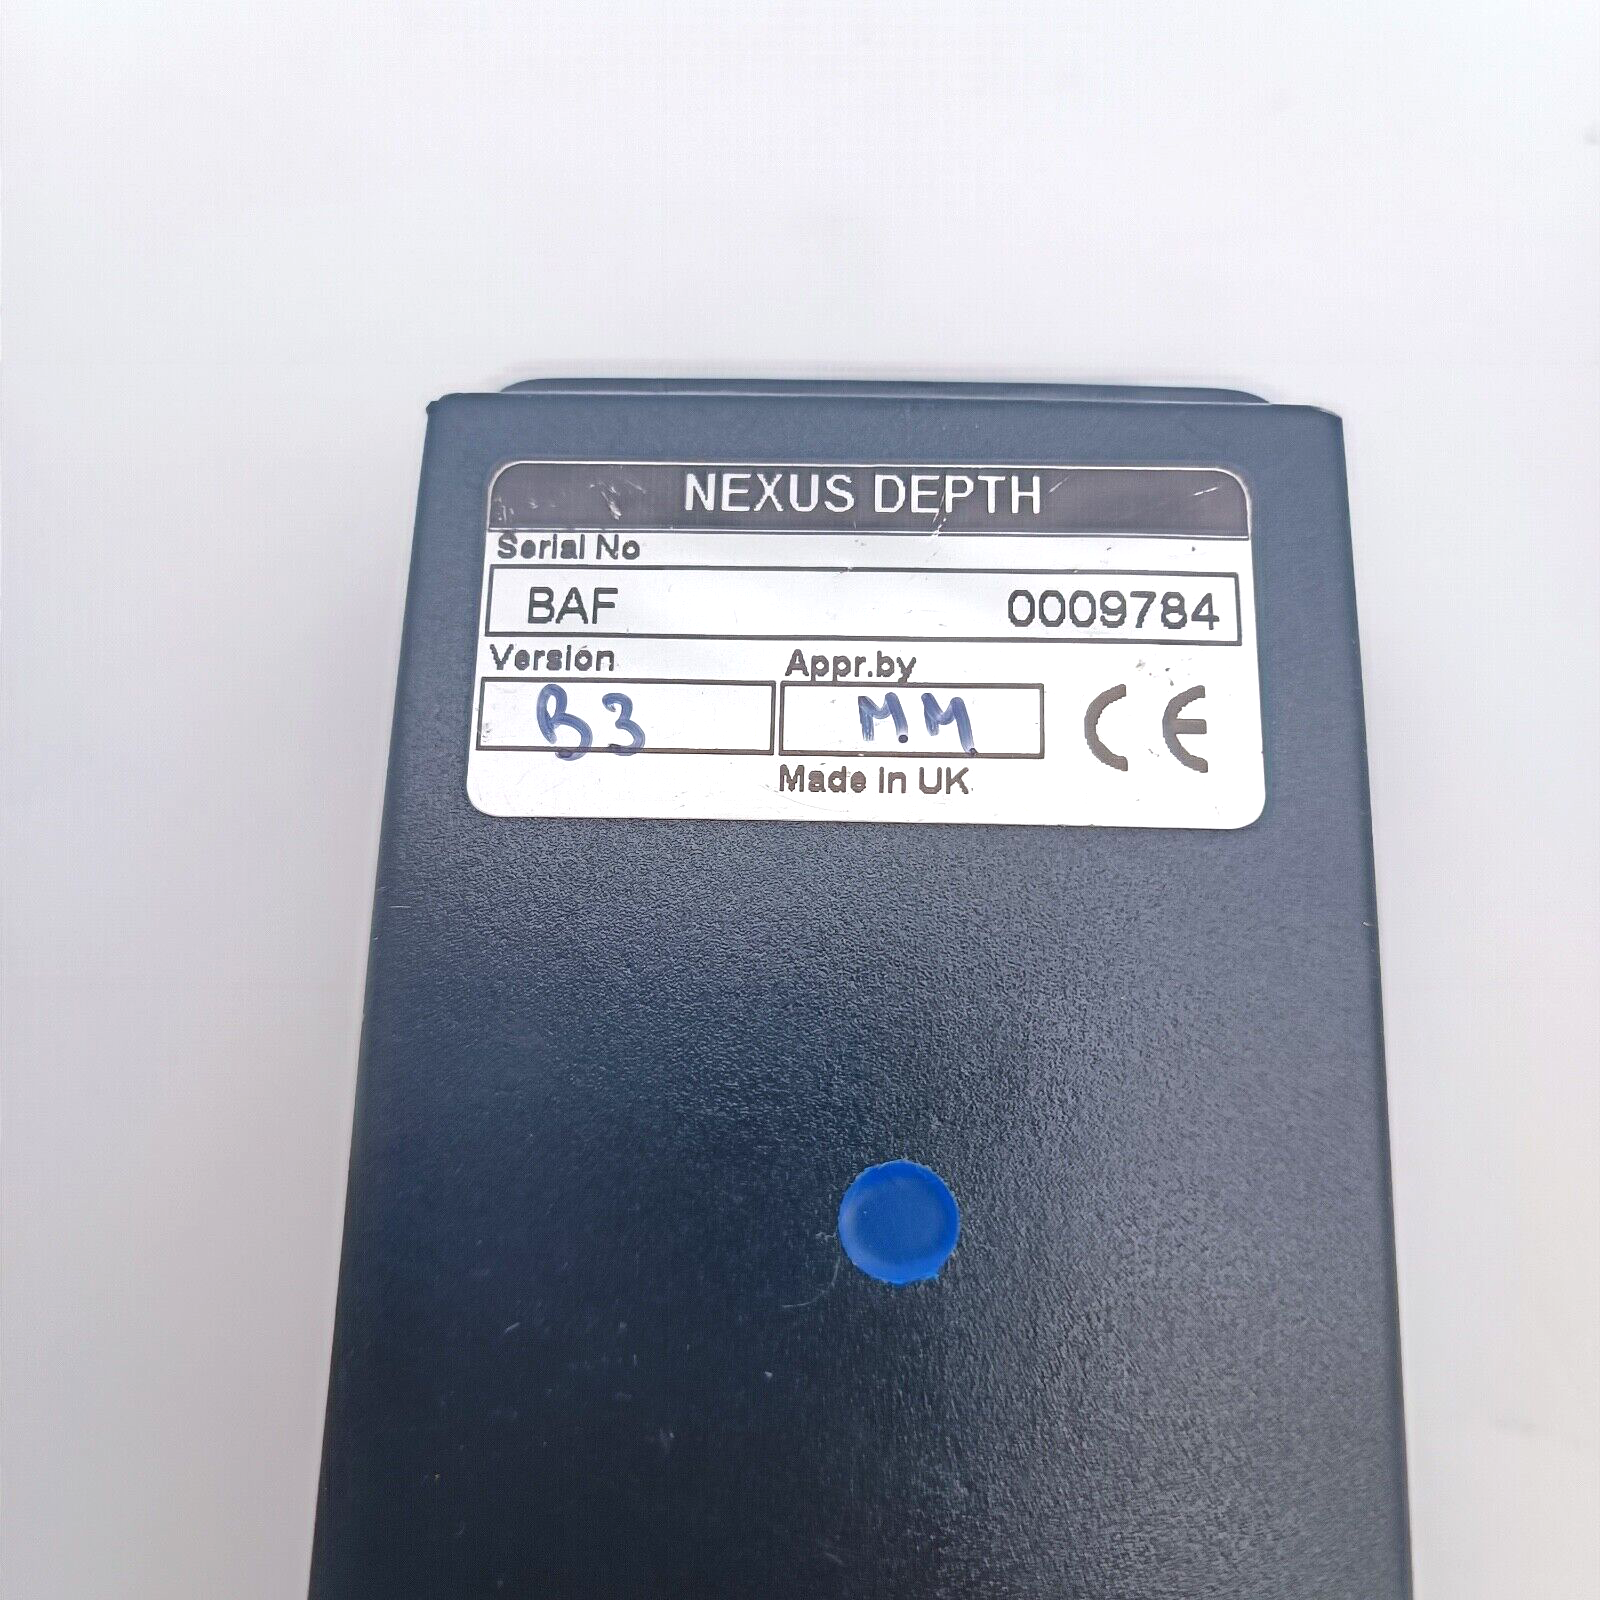 NEXUS DEPTH
Serial No
BAF 0009784
Version Appr.by
B3 M.M.
CE
Made in UK